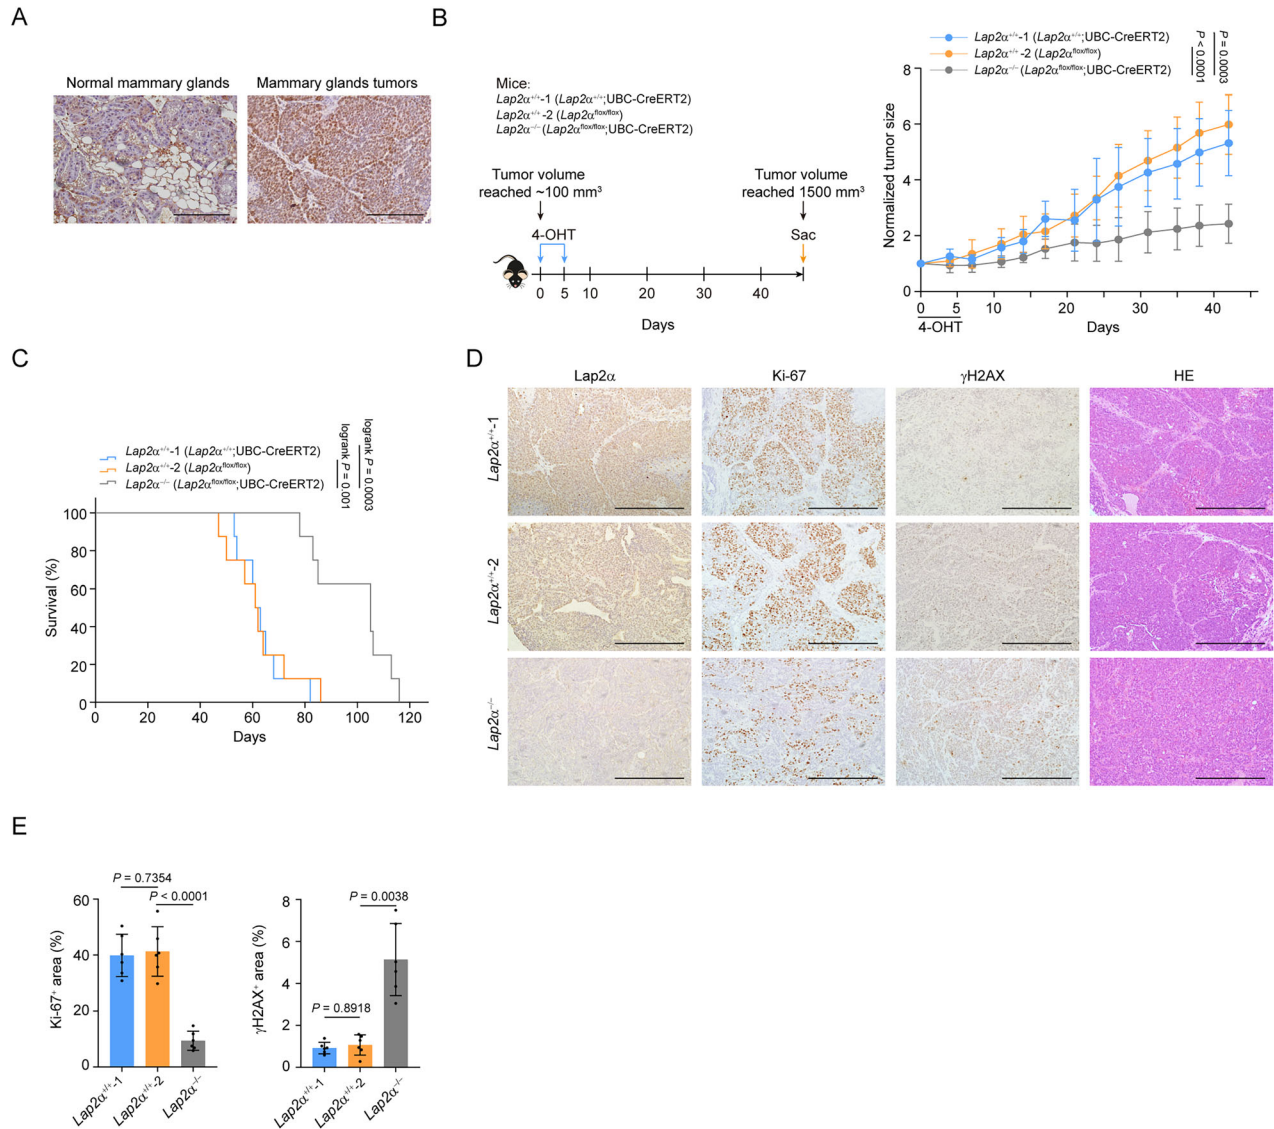 A
Normal mammary glands
Mammary glands tumors
B
Mice:
Lap2α+/+-1 (Lap2α+/+;UBC-CreERT2)
Lap2α+/+-2 (Lap2αflox/flox)
Lap2α−/− (Lap2αflox/flox;UBC-CreERT2)
Tumor volume
reached ~100 mm³
Tumor volume
reached 1500 mm³
4-OHT
Sac
0 5 10 20 30 40
Days
Lap2α+/+-1 (Lap2α+/+;UBC-CreERT2)
Lap2α+/+-2 (Lap2αflox/flox)
Lap2α−/− (Lap2αflox/flox;UBC-CreERT2)
P < 0.0001
P = 0.0003
Normalized tumor size
8
6
4
2
0
0 5 10 20 30 40
4-OHT
Days
C
Lap2α+/+-1 (Lap2α+/+;UBC-CreERT2)
Lap2α+/+-2 (Lap2αflox/flox)
Lap2α−/− (Lap2αflox/flox;UBC-CreERT2)
logrank P = 0.001
logrank P = 0.0003
Survival (%)
100
80
60
40
20
0
0 20 40 60 80 100 120
Days
D
Lap2α
Ki-67
γH2AX
HE
Lap2α+/+-1
Lap2α+/+-2
Lap2α−/−
E
P = 0.7354
P < 0.0001
Ki-67+ area (%)
60
40
20
0
Lap2α+/+-1
Lap2α+/+-2
Lap2α−/−
P = 0.0038
P = 0.8918
γH2AX+ area (%)
8
6
4
2
0
Lap2α+/+-1
Lap2α+/+-2
Lap2α−/−